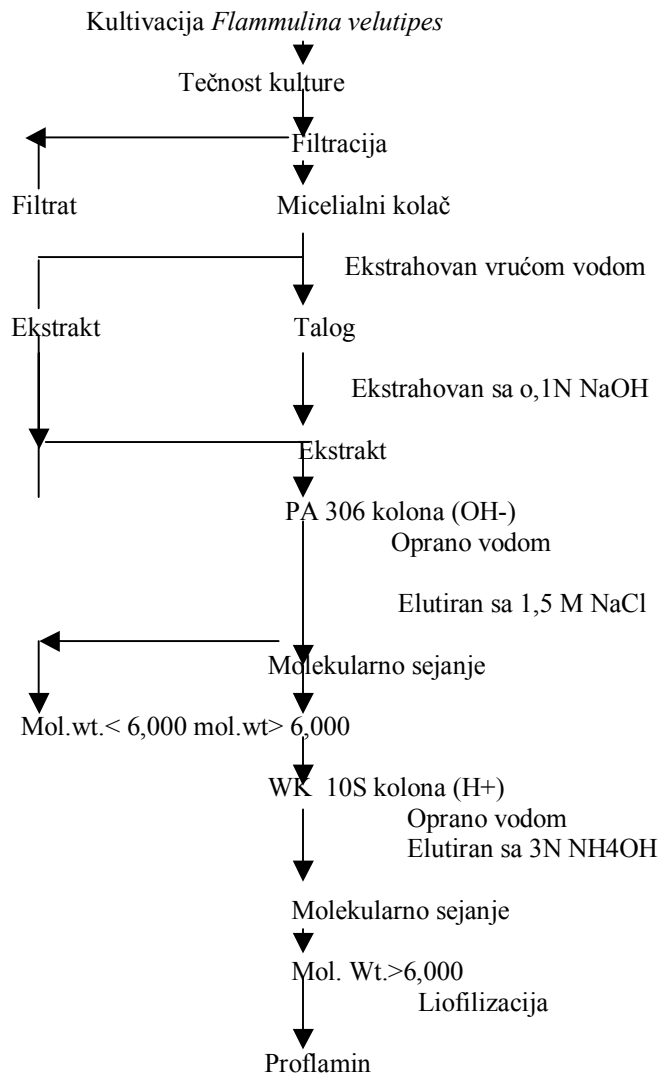 Kultivacija Flammulina velutipes
Tečnost kulture
Filtracija
Filtrat Micelialni kolač
Ekstrahovan vrućom vodom
Ekstrakt Talog
Ekstrahovan sa o,1N NaOH
Ekstrakt
PA 306 kolona (OH-)
Oprano vodom
Elutiran sa 1,5 M NaCl
Molekularno sejanje
Mol.wt.< 6,000 mol.wt> 6,000
WK 10S kolona (H+)
Oprano vodom
Elutiran sa 3N NH4OH
Molekularno sejanje
Mol. Wt.>6,000
Liofilizacija
Proflamin